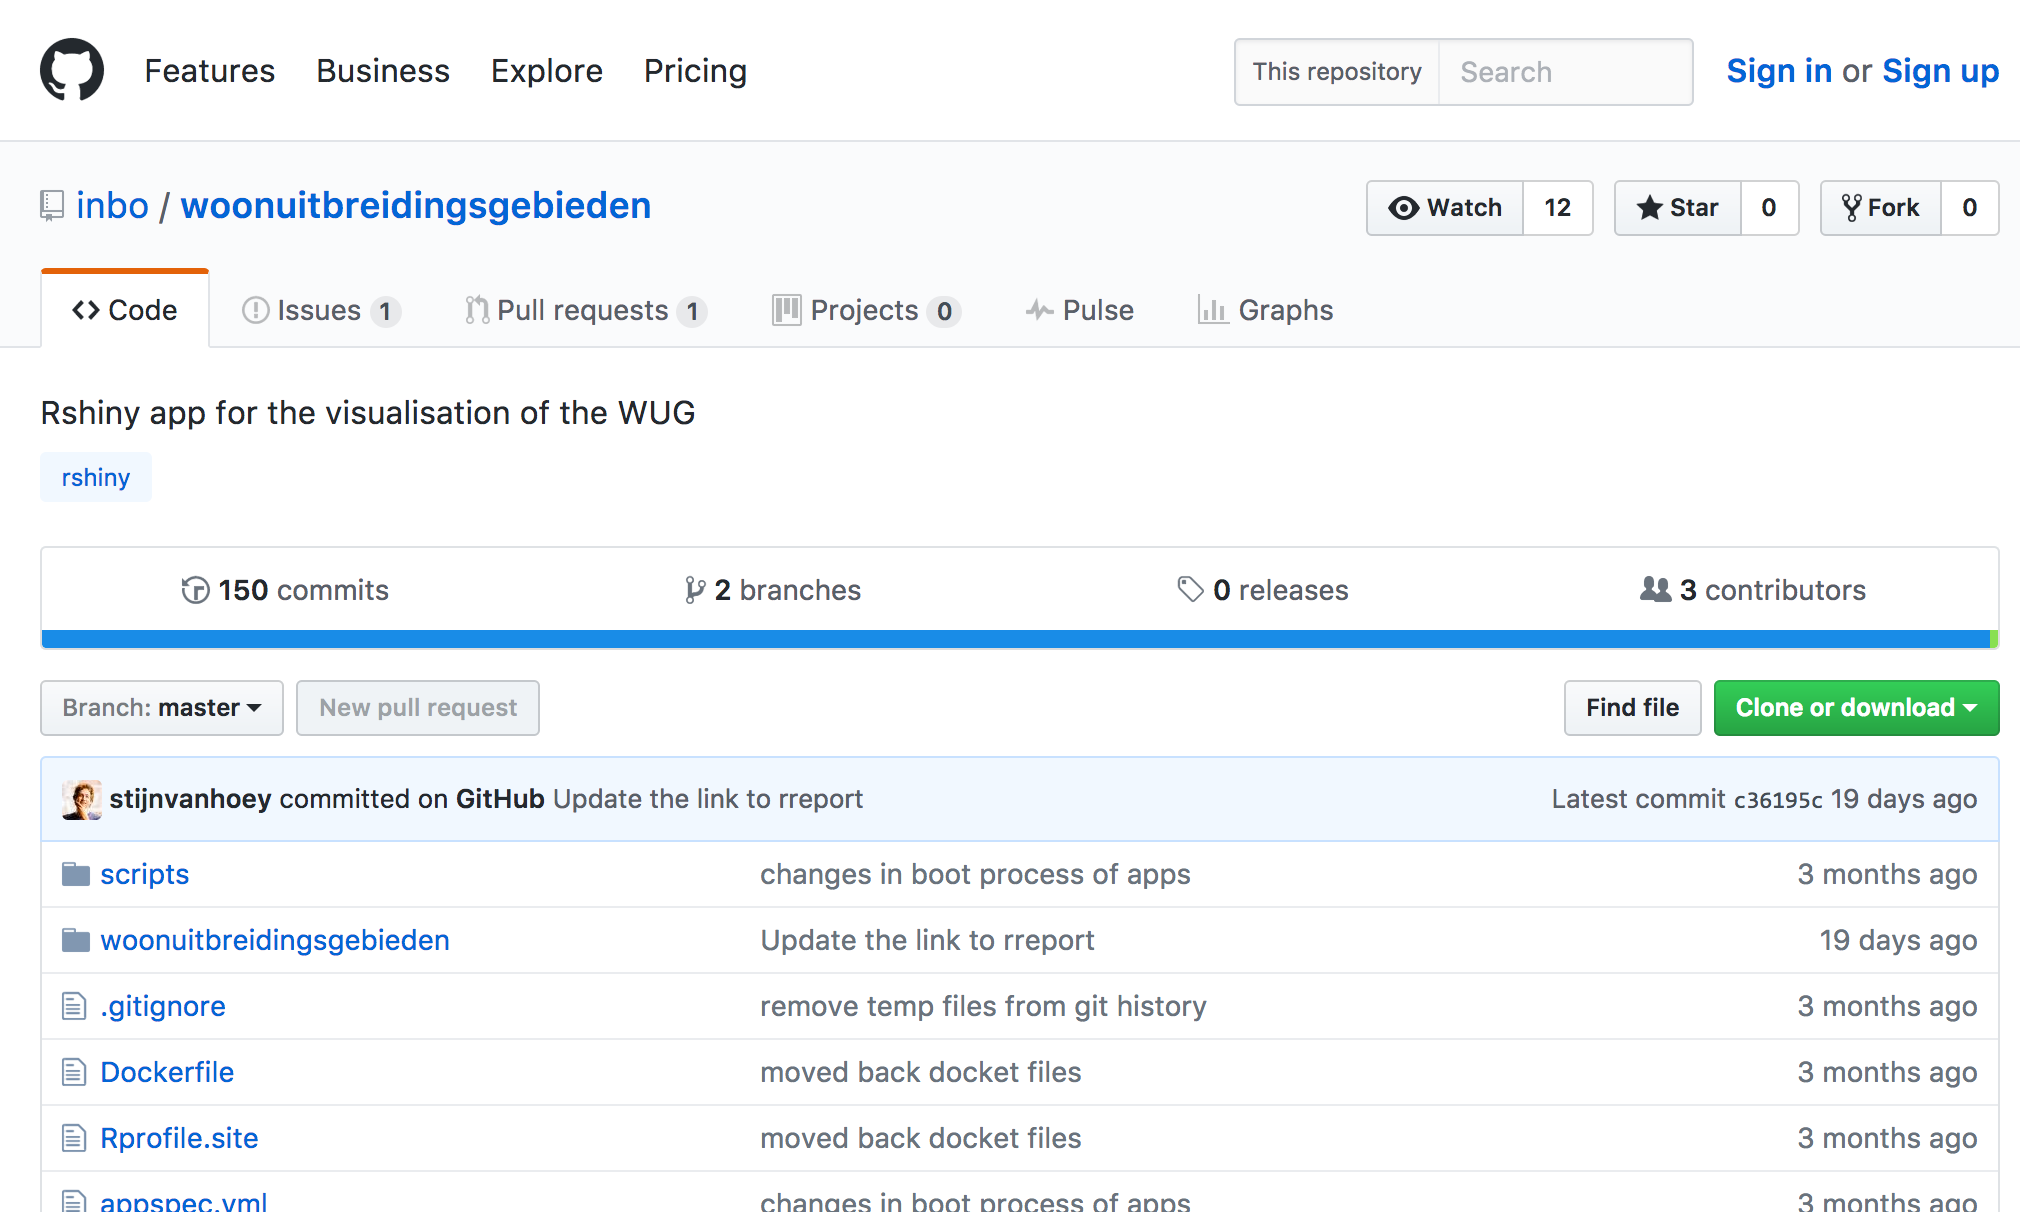 Features Business Explore Pricing This repository Search Sign in or Sign up
inbo / woonuitbreidingsgebieden Watch 12 Star 0 Fork 0
Code Issues 1 Pull requests 1 Projects 0 Pulse Graphs
Rshiny app for the visualisation of the WUG
rshiny
150 commits 2 branches 0 releases 3 contributors
Branch: master New pull request Find file Clone or download
stijnvanhoey committed on GitHub Update the link to rreport Latest commit c36195c 19 days ago
scripts changes in boot process of apps 3 months ago
woonuitbreidingsgebieden Update the link to rreport 19 days ago
.gitignore remove temp files from git history 3 months ago
Dockerfile moved back docket files 3 months ago
Rprofile.site moved back docket files 3 months ago
appspec.yml changes in boot process of apps 3 months ago